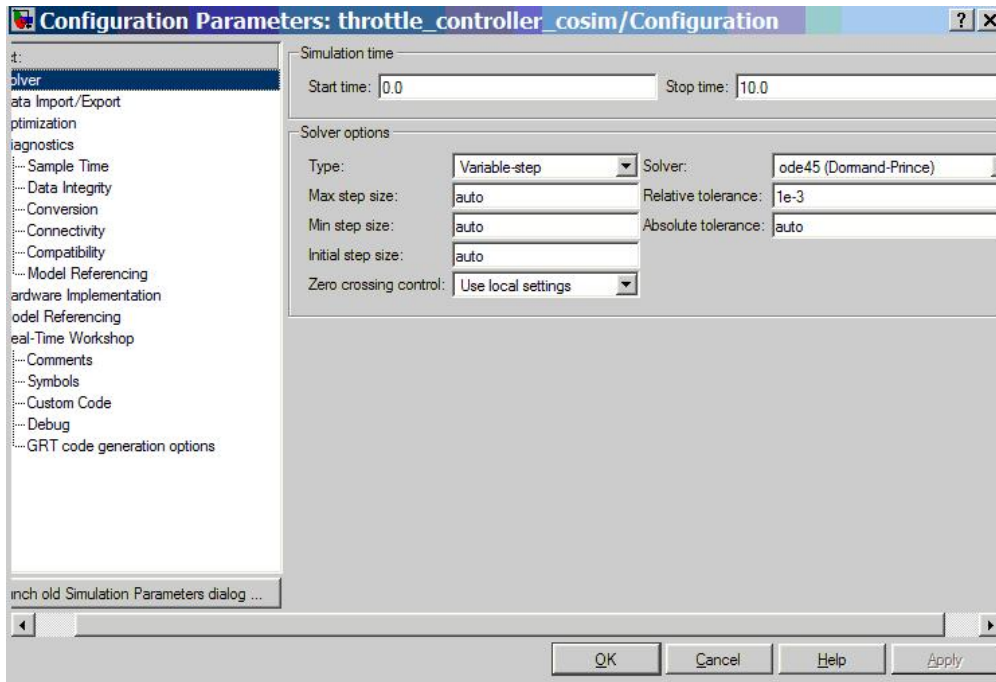 Configuration Parameters: throttle_controller_cosim/Configuration
ct:
olver
ata Import/Export
ptimization
iagnostics
Sample Time
Data Integrity
Conversion
Connectivity
Compatibility
Model Referencing
ardware Implementation
odel Referencing
eal-Time Workshop
Comments
Symbols
Custom Code
Debug
GRT code generation options
unch old Simulation Parameters dialog ...
Simulation time
Start time: 0.0 Stop time: 10.0
Solver options
Type: Variable-step Solver: ode45 (Dormand-Prince)
Max step size: auto Relative tolerance: 1e-3
Min step size: auto Absolute tolerance: auto
Initial step size: auto
Zero crossing control: Use local settings
OK Cancel Help Apply